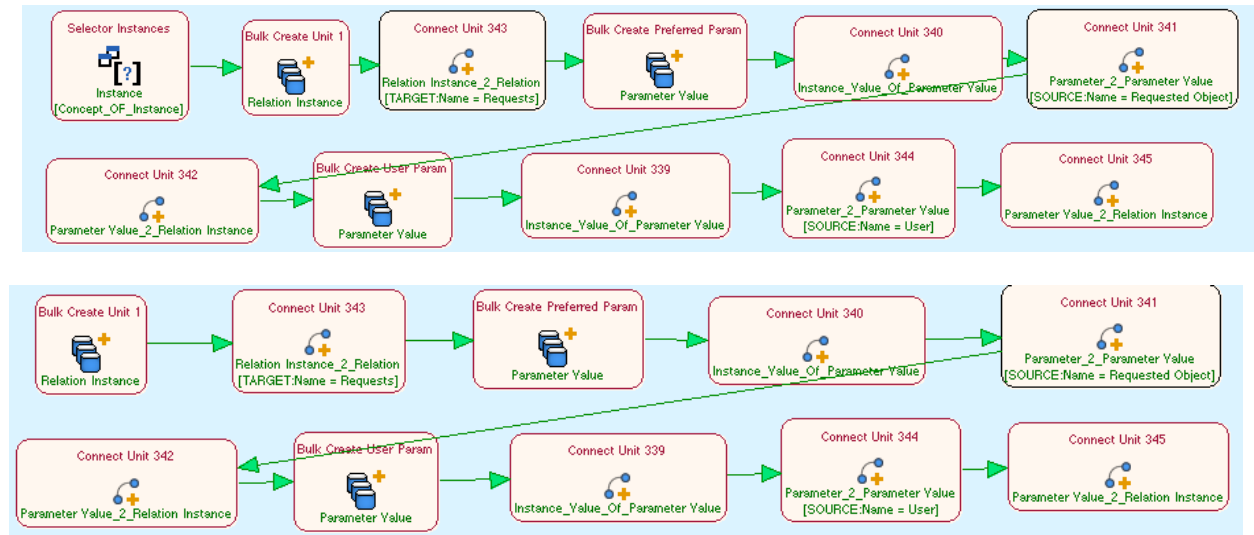 Selector Instances
[?]
Instance
[Concept_OF_Instance]
Bulk Create Unit 1
Relation Instance
Connect Unit 343
Relation Instance_2_Relation
[TARGET:Name = Requests]
Bulk Create Preferred Param
Parameter Value
Connect Unit 340
Instance_Value_Of_Parameter Value
Connect Unit 341
Parameter_2_Parameter Value
[SOURCE:Name = Requested Object]
Connect Unit 342
Parameter Value_2_Relation Instance
Bulk Create User Param
Parameter Value
Connect Unit 339
Instance_Value_Of_Parameter Value
Connect Unit 344
Parameter_2_Parameter Value
[SOURCE:Name = User]
Connect Unit 345
Parameter Value_2_Relation Instance
Bulk Create Unit 1
Relation Instance
Connect Unit 343
Relation Instance_2_Relation
[TARGET:Name = Requests]
Bulk Create Preferred Param
Parameter Value
Connect Unit 340
Instance_Value_Of_Parameter Value
Connect Unit 341
Parameter_2_Parameter Value
[SOURCE:Name = Requested Object]
Connect Unit 342
Parameter Value_2_Relation Instance
Bulk Create User Param
Parameter Value
Connect Unit 339
Instance_Value_Of_Parameter Value
Connect Unit 344
Parameter_2_Parameter Value
[SOURCE:Name = User]
Connect Unit 345
Parameter Value_2_Relation Instance